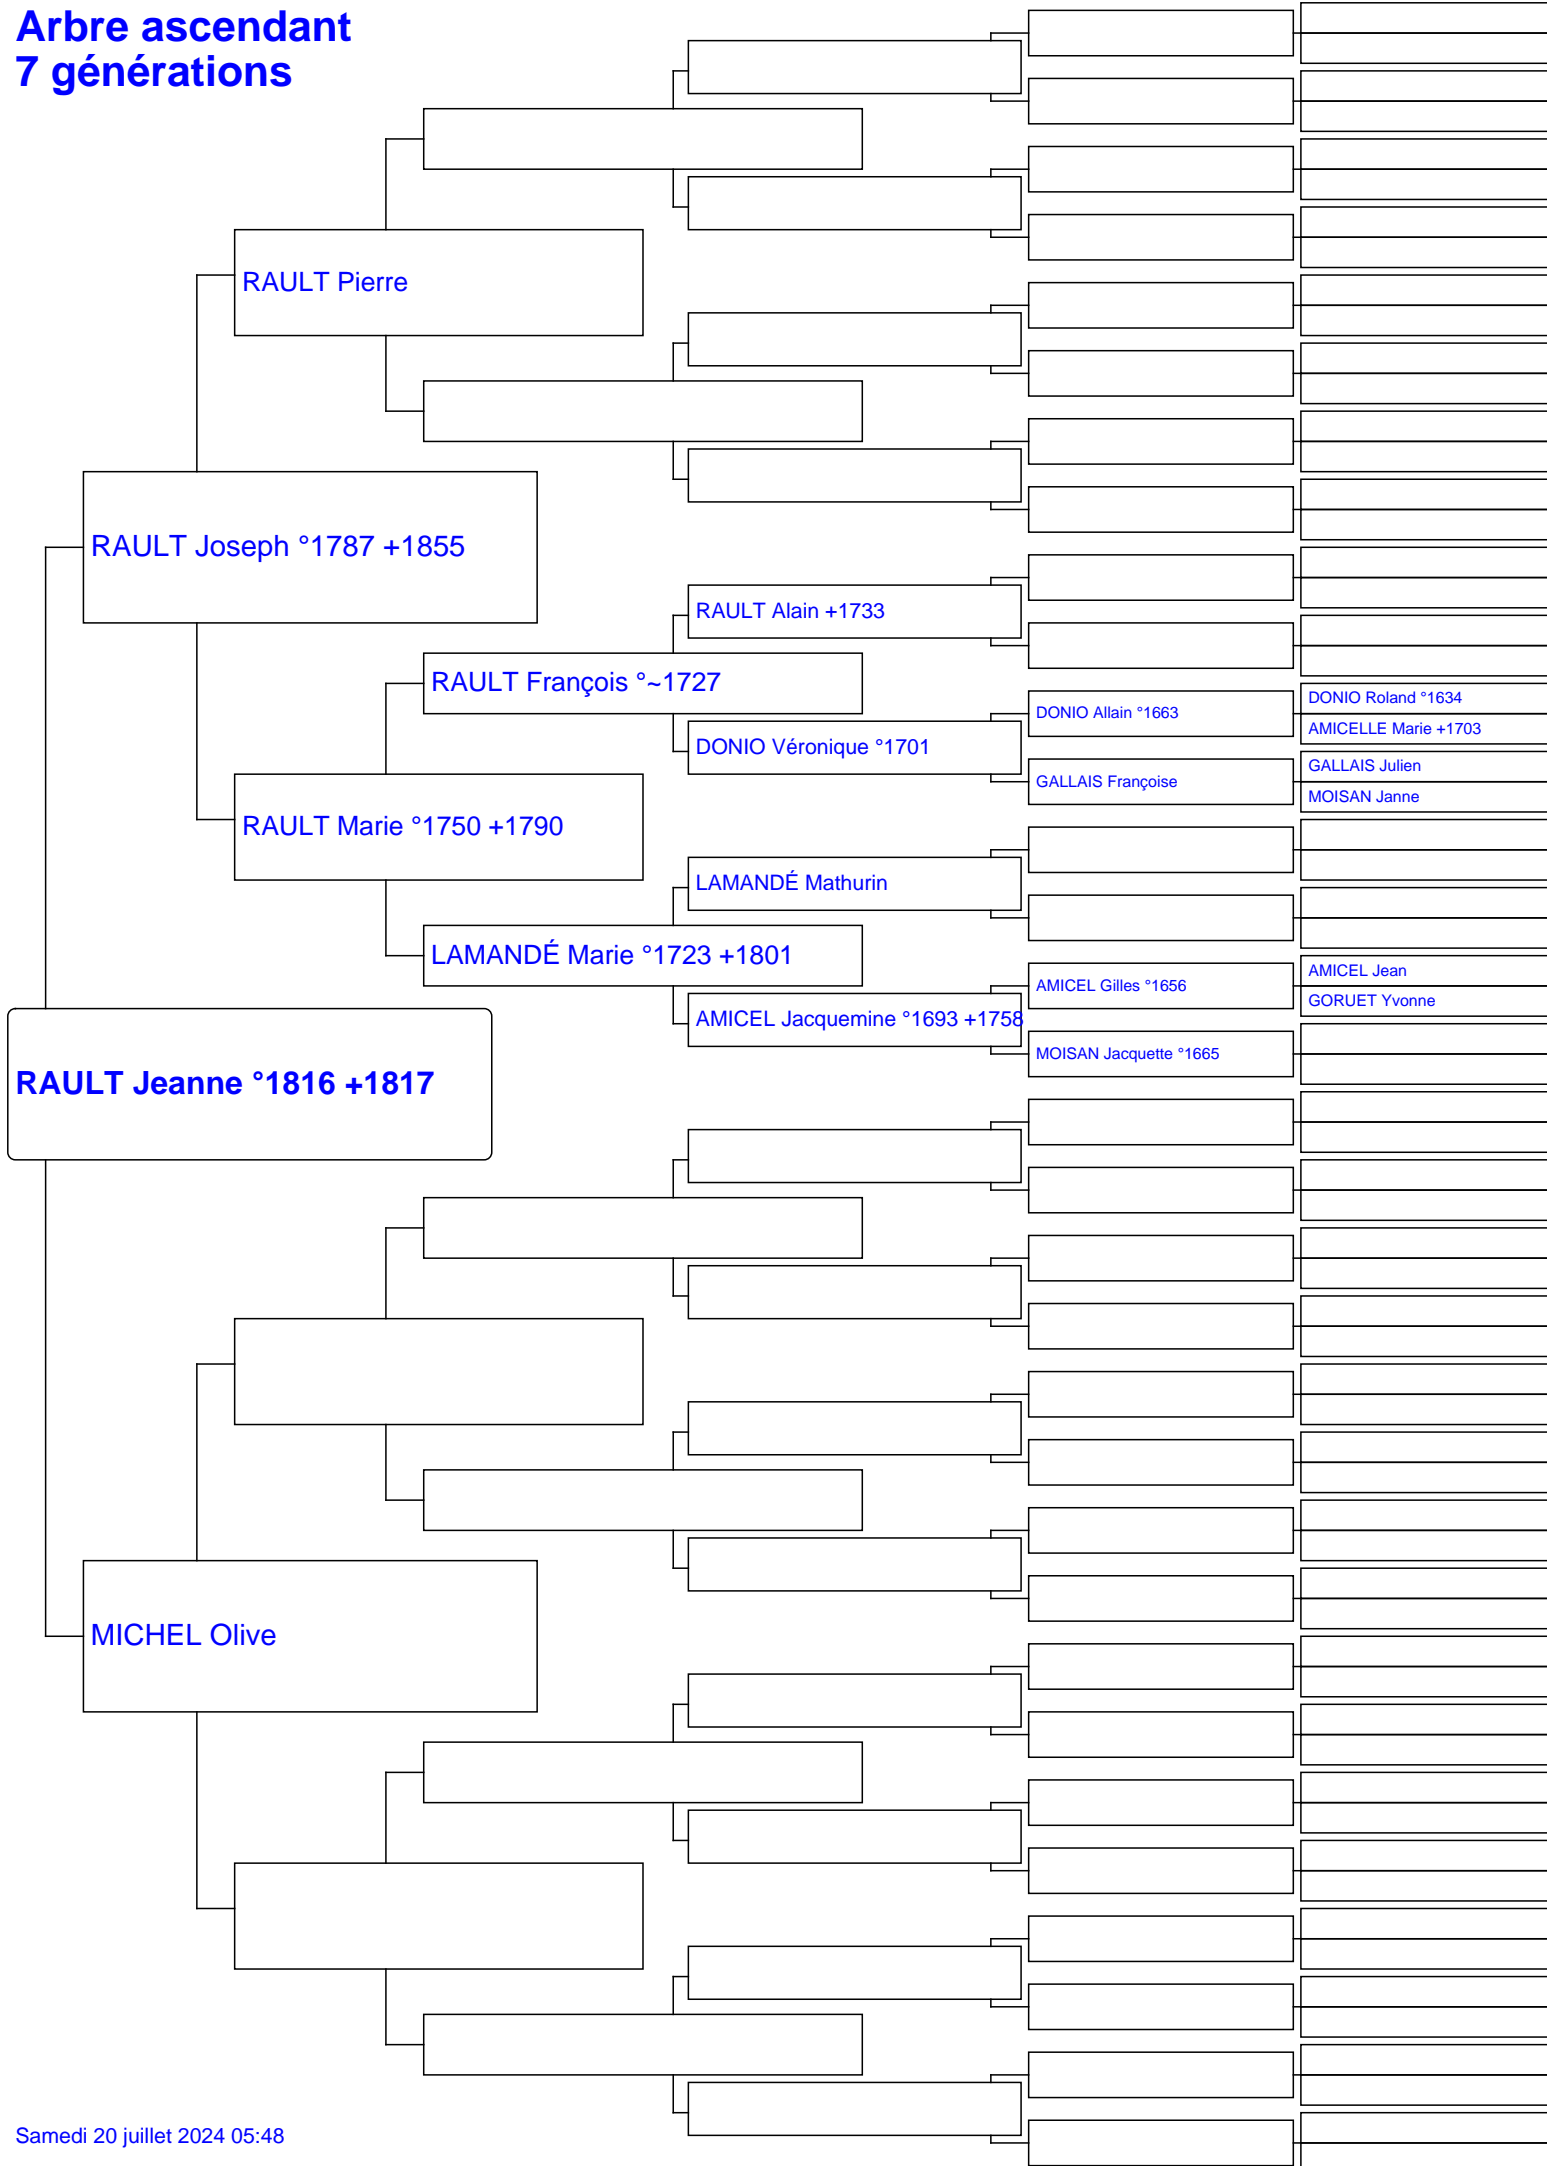 Arbre ascendant
7 générations
RAULT Pierre
RAULT Joseph °1787 +1855
RAULT Alain +1733
RAULT François °~1727
DONIO Roland °1634
DONIO Allain °1663
AMICELLE Marie +1703
DONIO Véronique °1701
GALLAIS Julien
GALLAIS Françoise
MOISAN Janne
RAULT Marie °1750 +1790
LAMANDÉ Mathurin
LAMANDÉ Marie °1723 +1801
AMICEL Jean
AMICEL Gilles °1656
GORUET Yvonne
AMICEL Jacquemine °1693 +1758
MOISAN Jacquette °1665
RAULT Jeanne °1816 +1817
MICHEL Olive
Samedi 20 juillet 2024 05:48